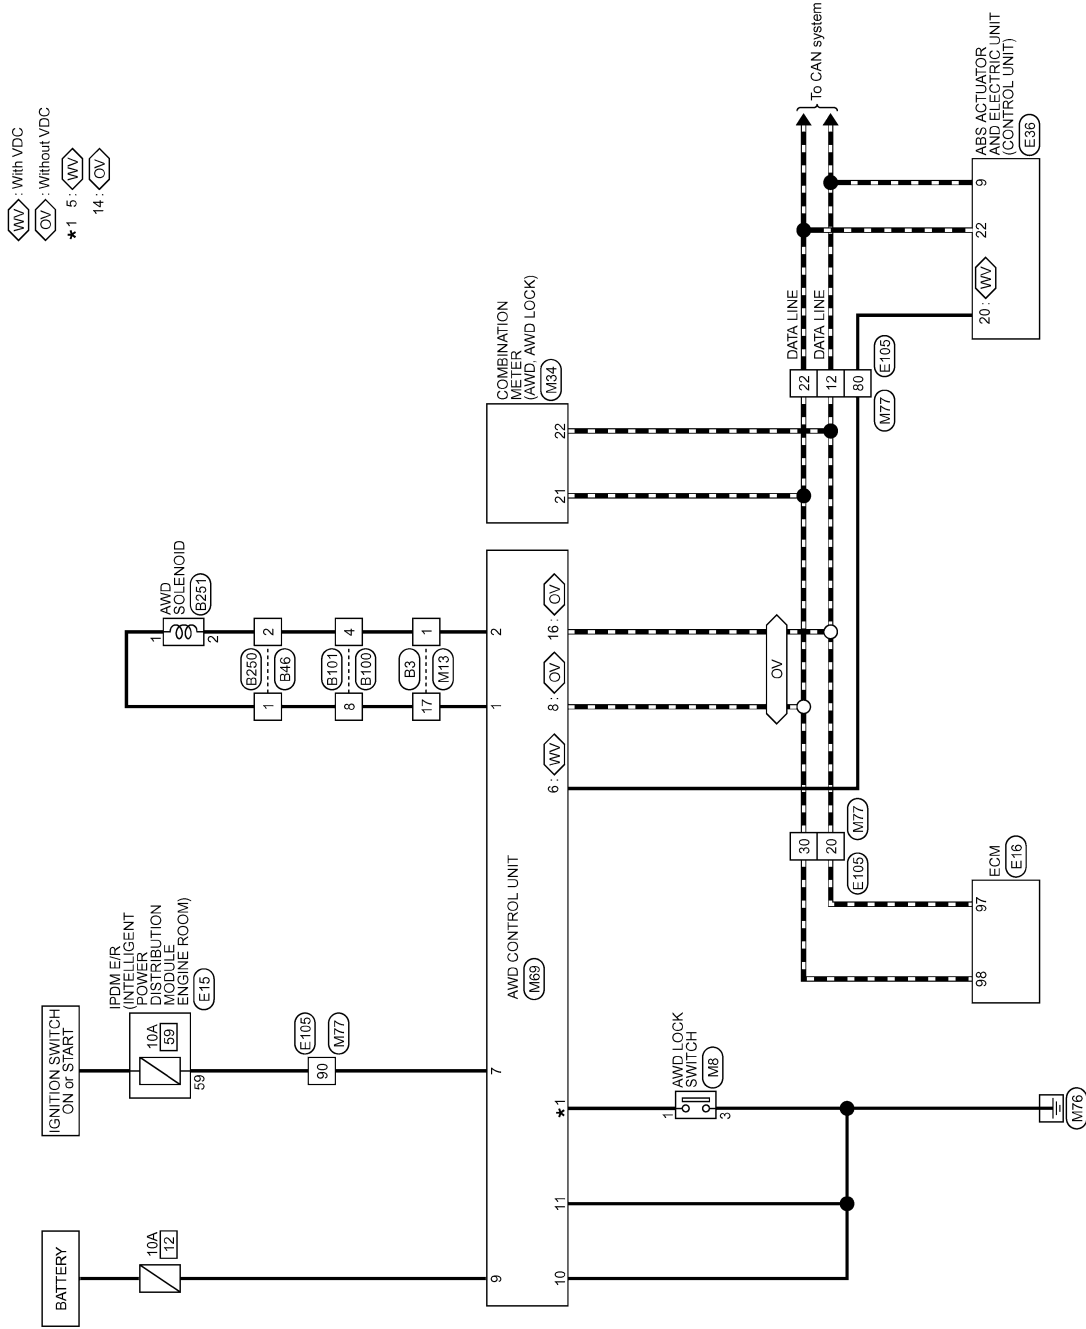 WV : With VDC
OV : Without VDC
*1 5 : WV
14 : OV
BATTERY
10A
12
9
IGNITION SWITCH
ON or START
IPDM E/R
(INTELLIGENT
POWER
DISTRIBUTION
MODULE
ENGINE ROOM)
E15
10A
59
59
E105
90
M77
7
AWD
SOLENOID
B251
1
2
B250
1
2
B46
B101
8
4
B100
B3
17
1
M13
1
2
AWD CONTROL UNIT
M69
10
11
*1
6 : WV
8 : OV
16 : OV
COMBINATION
METER
(AWD, AWD LOCK)
M34
21
22
AWD LOCK
SWITCH
M8
1
3
OV
M77
30
20
E105
DATA LINE
DATA LINE
22
12
80
E105
M77
To CAN system
ECM
E16
98
97
ABS ACTUATOR
AND ELECTRIC UNIT
(CONTROL UNIT)
E36
20 : WV
22
9
M76